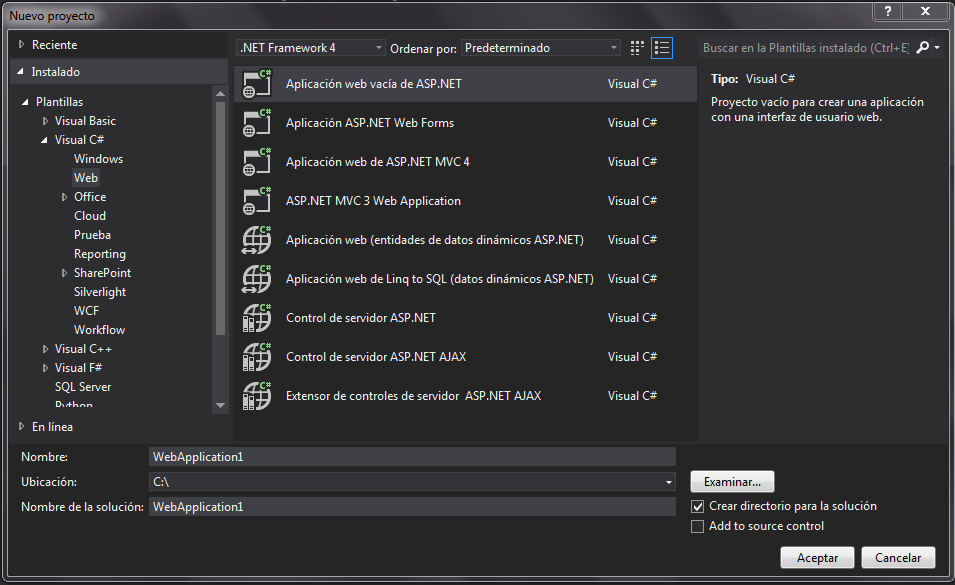 Nuevo proyecto
?
Reciente
Instalado
Plantillas
Visual Basic
Visual C#
Windows
Web
Office
Cloud
Prueba
Reporting
SharePoint
Silverlight
WCF
Workflow
Visual C++
Visual F#
SQL Server
Python
En línea
.NET Framework 4
Ordenar por:
Predeterminado
Aplicación web vacía de ASP.NET Visual C#
Aplicación ASP.NET Web Forms Visual C#
Aplicación web de ASP.NET MVC 4 Visual C#
ASP.NET MVC 3 Web Application Visual C#
Aplicación web (entidades de datos dinámicos ASP.NET) Visual C#
Aplicación web de Linq to SQL (datos dinámicos ASP.NET) Visual C#
Control de servidor ASP.NET Visual C#
Control de servidor ASP.NET AJAX Visual C#
Extensor de controles de servidor ASP.NET AJAX Visual C#
Buscar en la Plantillas instalado (Ctrl+E)
Tipo: Visual C#
Proyecto vacío para crear una aplicación
con una interfaz de usuario web.
Nombre: WebApplication1
Ubicación: C:\
Nombre de la solución: WebApplication1
Examinar...
Crear directorio para la solución
Add to source control
Aceptar
Cancelar